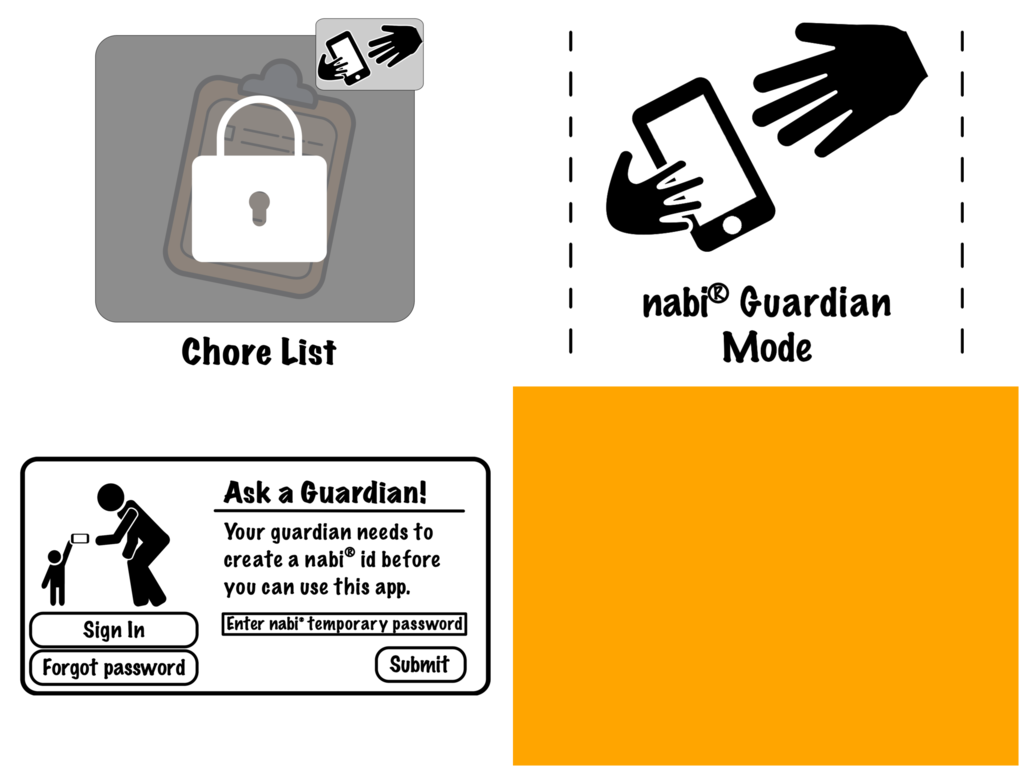 Chore List
nabi® Guardian
Mode
Ask a Guardian!
Your guardian needs to
create a nabi® id before
you can use this app.
Enter nabi® temporary password
Sign In
Forgot password
Submit